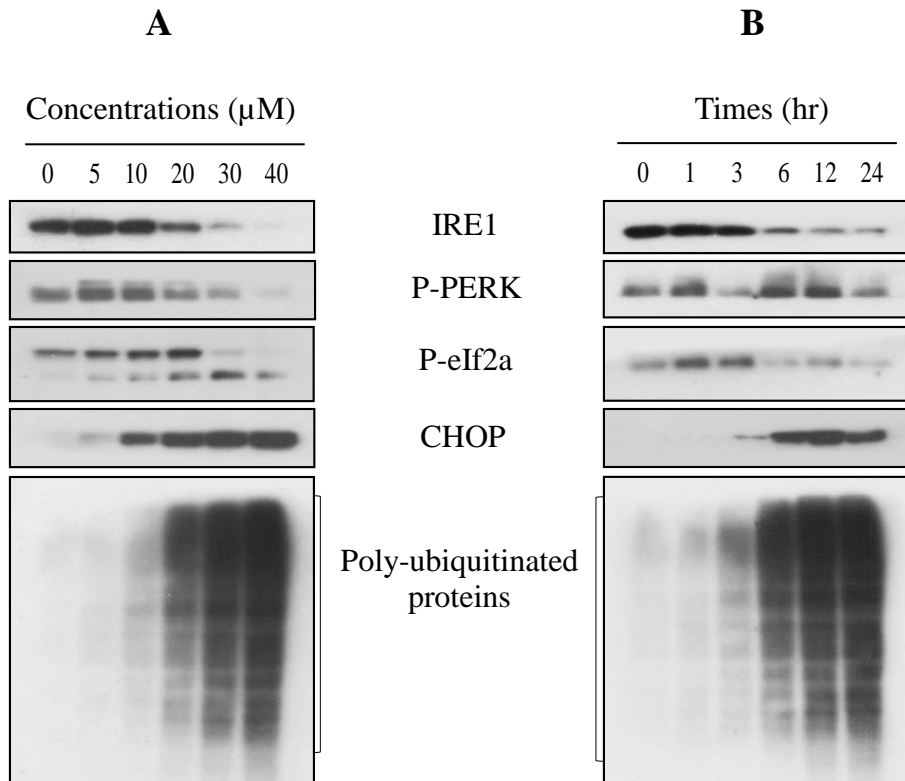 A
B
Concentrations (µM)
Times (hr)
0 5 10 20 30 40
0 1 3 6 12 24
IRE1
P-PERK
P-eIf2a
CHOP
Poly-ubiquitinated
proteins